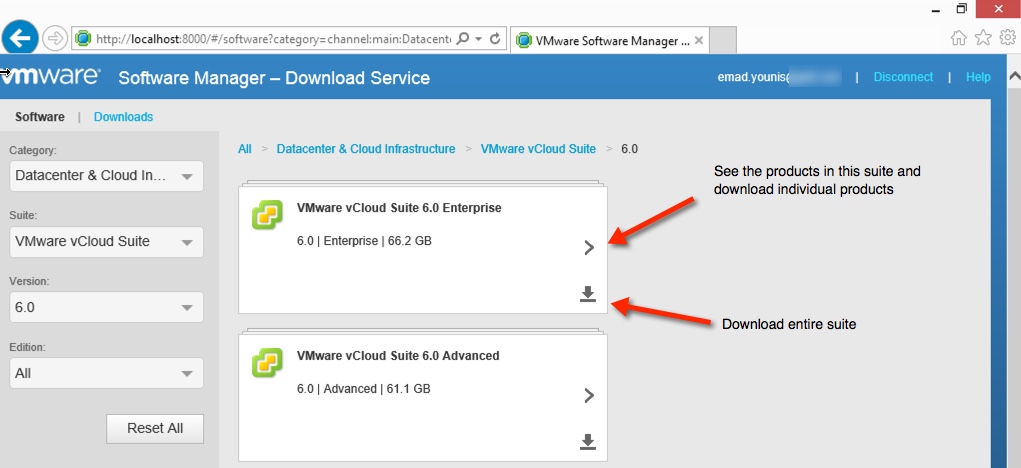 http://localhost:8000/#/software?category=channel:main:Datacent
VMware Software Manager ...
vmware Software Manager – Download Service
emad.younis
| Disconnect | Help
Software | Downloads
Category:
Datacenter & Cloud In...
Suite:
VMware vCloud Suite
Version:
6.0
Edition:
All
Reset All
All > Datacenter & Cloud Infrastructure > VMware vCloud Suite > 6.0
VMware vCloud Suite 6.0 Enterprise
6.0 | Enterprise | 66.2 GB
See the products in this suite and
download individual products
Download entire suite
VMware vCloud Suite 6.0 Advanced
6.0 | Advanced | 61.1 GB